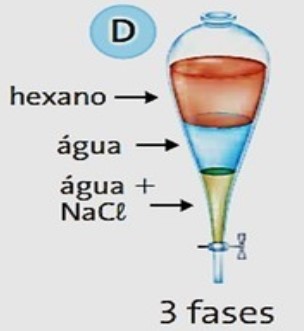 D
hexano
água
água +
NaCℓ
3 fases